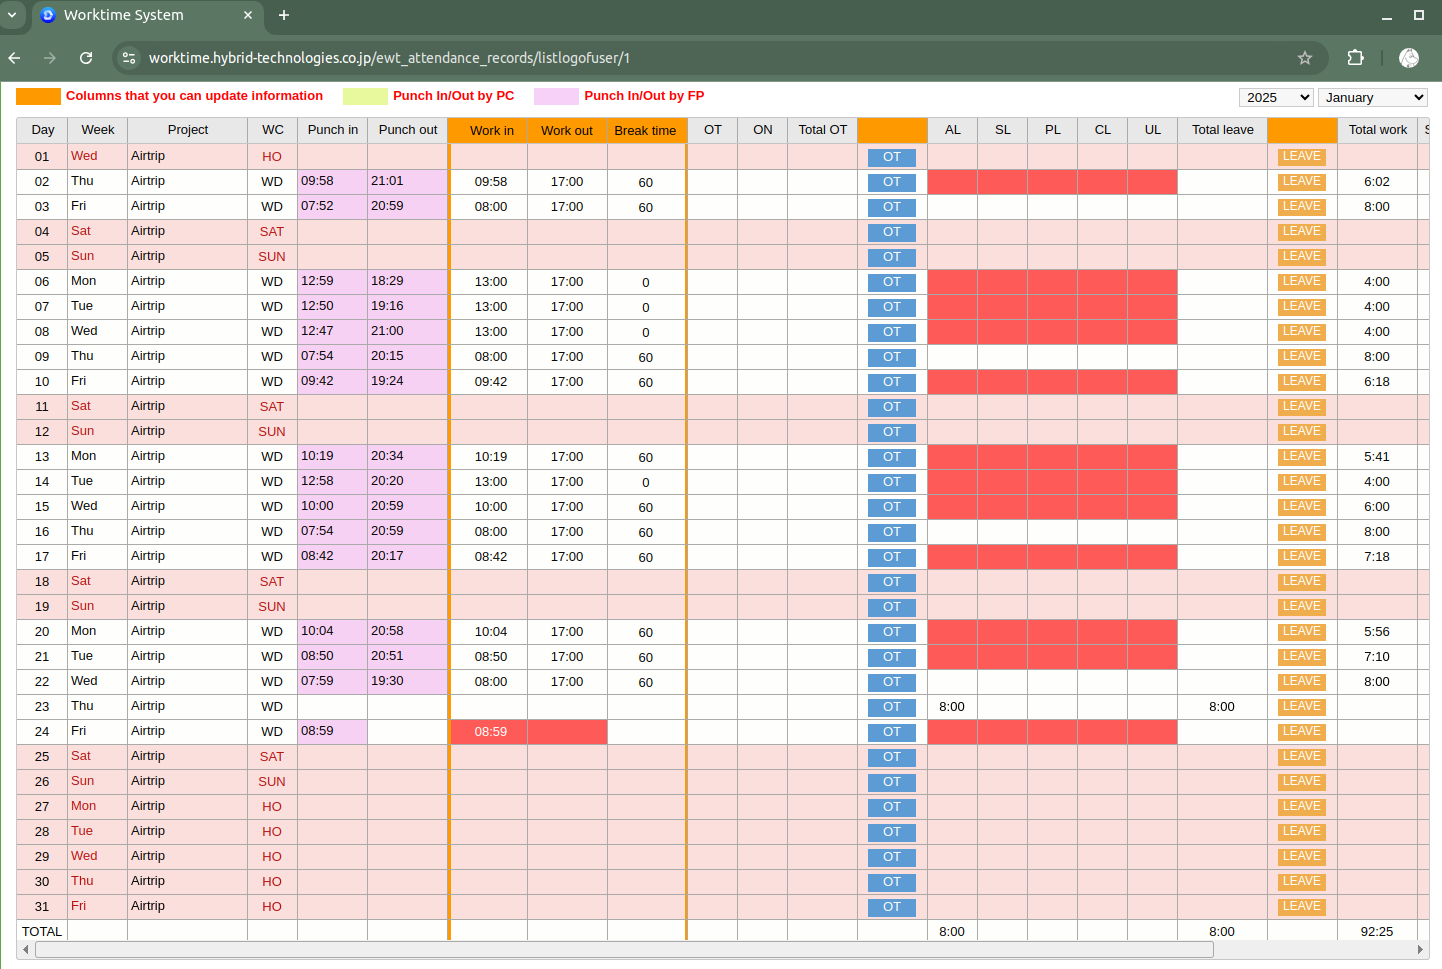 Worktime System
worktime.hybrid-technologies.co.jp/ewt_attendance_records/listlogofuser/1
Columns that you can update information Punch In/Out by PC Punch In/Out by FP 2025 January
Day Week Project WC Punch in Punch out Work in Work out Break time OT ON Total OT AL SL PL CL UL Total leave Total work
01 Wed Airtrip HO OT LEAVE
02 Thu Airtrip WD 09:58 21:01 09:58 17:00 60 OT LEAVE 6:02
03 Fri Airtrip WD 07:52 20:59 08:00 17:00 60 OT LEAVE 8:00
04 Sat Airtrip SAT OT LEAVE
05 Sun Airtrip SUN OT LEAVE
06 Mon Airtrip WD 12:59 18:29 13:00 17:00 0 OT LEAVE 4:00
07 Tue Airtrip WD 12:50 19:16 13:00 17:00 0 OT LEAVE 4:00
08 Wed Airtrip WD 12:47 21:00 13:00 17:00 0 OT LEAVE 4:00
09 Thu Airtrip WD 07:54 20:15 08:00 17:00 60 OT LEAVE 8:00
10 Fri Airtrip WD 09:42 19:24 09:42 17:00 60 OT LEAVE 6:18
11 Sat Airtrip SAT OT LEAVE
12 Sun Airtrip SUN OT LEAVE
13 Mon Airtrip WD 10:19 20:34 10:19 17:00 60 OT LEAVE 5:41
14 Tue Airtrip WD 12:58 20:20 13:00 17:00 0 OT LEAVE 4:00
15 Wed Airtrip WD 10:00 20:59 10:00 17:00 60 OT LEAVE 6:00
16 Thu Airtrip WD 07:54 20:59 08:00 17:00 60 OT LEAVE 8:00
17 Fri Airtrip WD 08:42 20:17 08:42 17:00 60 OT LEAVE 7:18
18 Sat Airtrip SAT OT LEAVE
19 Sun Airtrip SUN OT LEAVE
20 Mon Airtrip WD 10:04 20:58 10:04 17:00 60 OT LEAVE 5:56
21 Tue Airtrip WD 08:50 20:51 08:50 17:00 60 OT LEAVE 7:10
22 Wed Airtrip WD 07:59 19:30 08:00 17:00 60 OT LEAVE 8:00
23 Thu Airtrip WD OT 8:00 8:00 LEAVE
24 Fri Airtrip WD 08:59 08:59 OT LEAVE
25 Sat Airtrip SAT OT LEAVE
26 Sun Airtrip SUN OT LEAVE
27 Mon Airtrip HO OT LEAVE
28 Tue Airtrip HO OT LEAVE
29 Wed Airtrip HO OT LEAVE
30 Thu Airtrip HO OT LEAVE
31 Fri Airtrip HO OT LEAVE
TOTAL 8:00 8:00 92:25